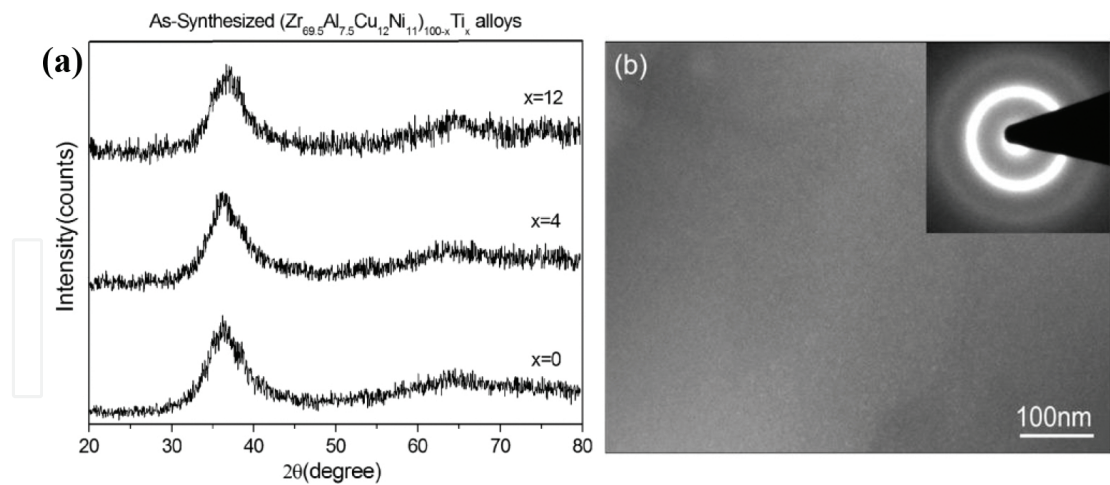 As-Synthesized (Zr69.5Al7.5Cu12Ni11)100-xTix alloys
(a)
Intensity(counts)
x=12
x=4
x=0
20 30 40 50 60 70 80
2θ(degree)
(b)
100nm